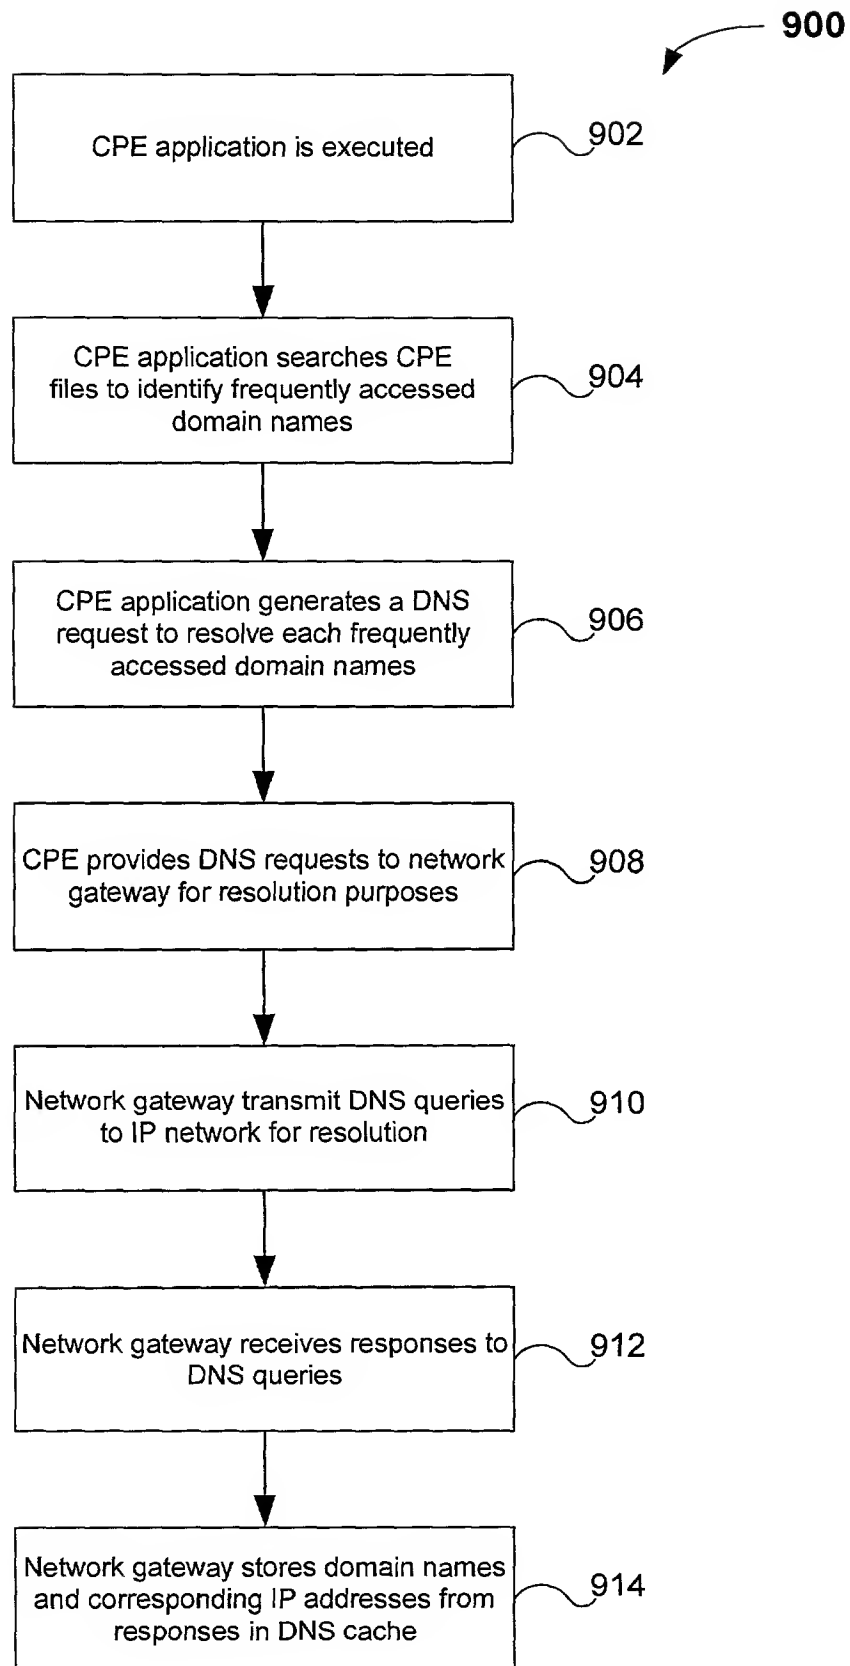 900
CPE application is executed
902
CPE application searches CPE
files to identify frequently accessed
domain names
904
CPE application generates a DNS
request to resolve each frequently
accessed domain names
906
CPE provides DNS requests to network
gateway for resolution purposes
908
Network gateway transmit DNS queries
to IP network for resolution
910
Network gateway receives responses to
DNS queries
912
Network gateway stores domain names
and corresponding IP addresses from
responses in DNS cache
914